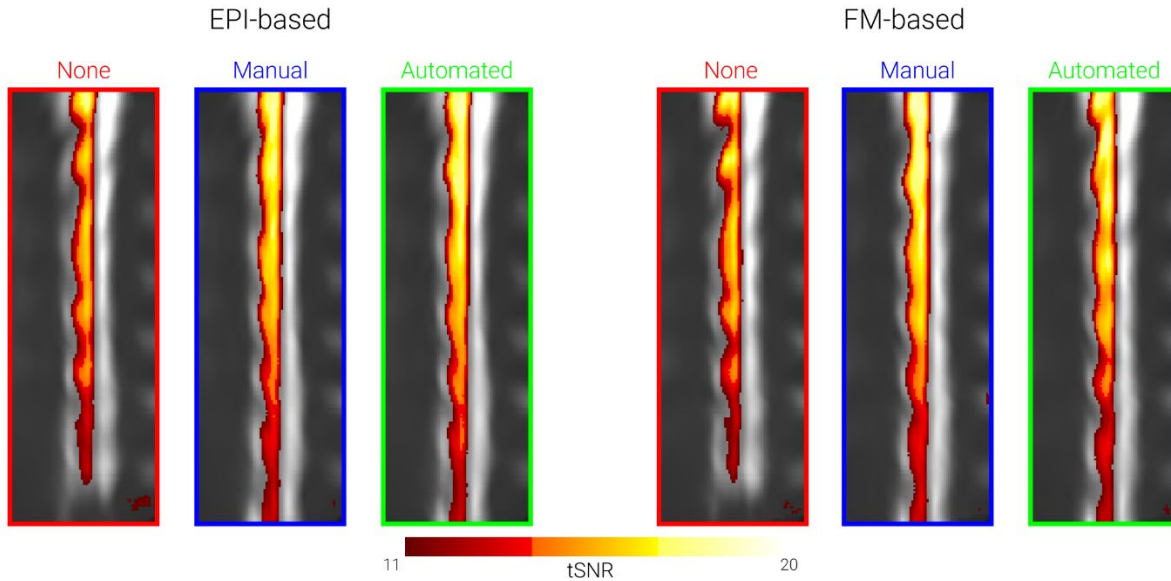 EPI-based
FM-based
None
Manual
Automated
None
Manual
Automated
11
20
tSNR